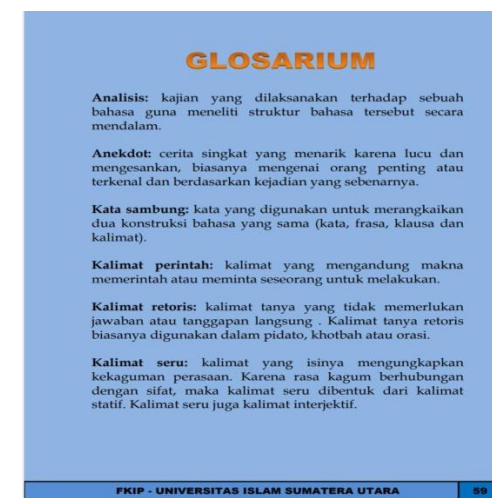 GLOSARIUM
Analisis: kajian yang dilaksanakan terhadap sebuah
bahasa guna meneliti struktur bahasa tersebut secara
mendalam.
Anekdot: cerita singkat yang menarik karena lucu dan
mengesankan, biasanya mengenai orang penting atau
terkenal dan berdasarkan kejadian yang sebenarnya.
Kata sambung: kata yang digunakan untuk merangkaikan
dua konstruksi bahasa yang sama (kata, frasa, klausa dan
kalimat).
Kalimat perintah: kalimat yang mengandung makna
memerintah atau meminta seseorang untuk melakukan.
Kalimat retoris: kalimat tanya yang tidak memerlukan
jawaban atau tanggapan langsung . Kalimat tanya retoris
biasanya digunakan dalam pidato, khotbah atau orasi.
Kalimat seru: kalimat yang isinya mengungkapkan
kekaguman perasaan. Karena rasa kagum berhubungan
dengan sifat, maka kalimat seru dibentuk dari kalimat
statif. Kalimat seru juga kalimat interjektif.
FKIP - UNIVERSITAS ISLAM SUMATERA UTARA 59